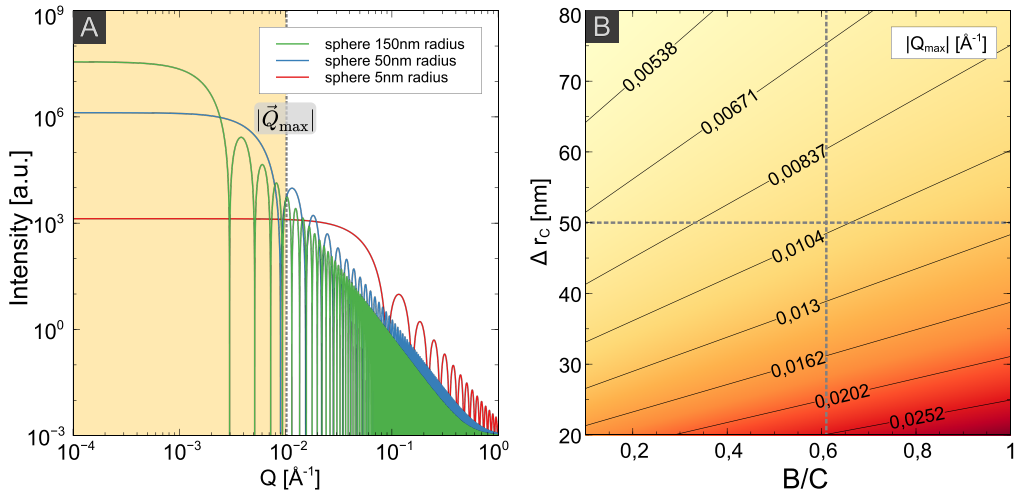 A
sphere 150nm radius
sphere 50nm radius
sphere 5nm radius
|Q⃗max|
Intensity [a.u.]
10⁹
10⁶
10³
10⁰
10⁻³
10⁻⁴
10⁻³
10⁻²
10⁻¹
10⁰
Q [Å⁻¹]
B
|Qmax| [Å⁻¹]
0,00538
0,00671
0,00837
0,0104
0,013
0,0162
0,0202
0,0252
Δ rC [nm]
80
70
60
50
40
30
20
0,2
0,4
0,6
0,8
1
B/C